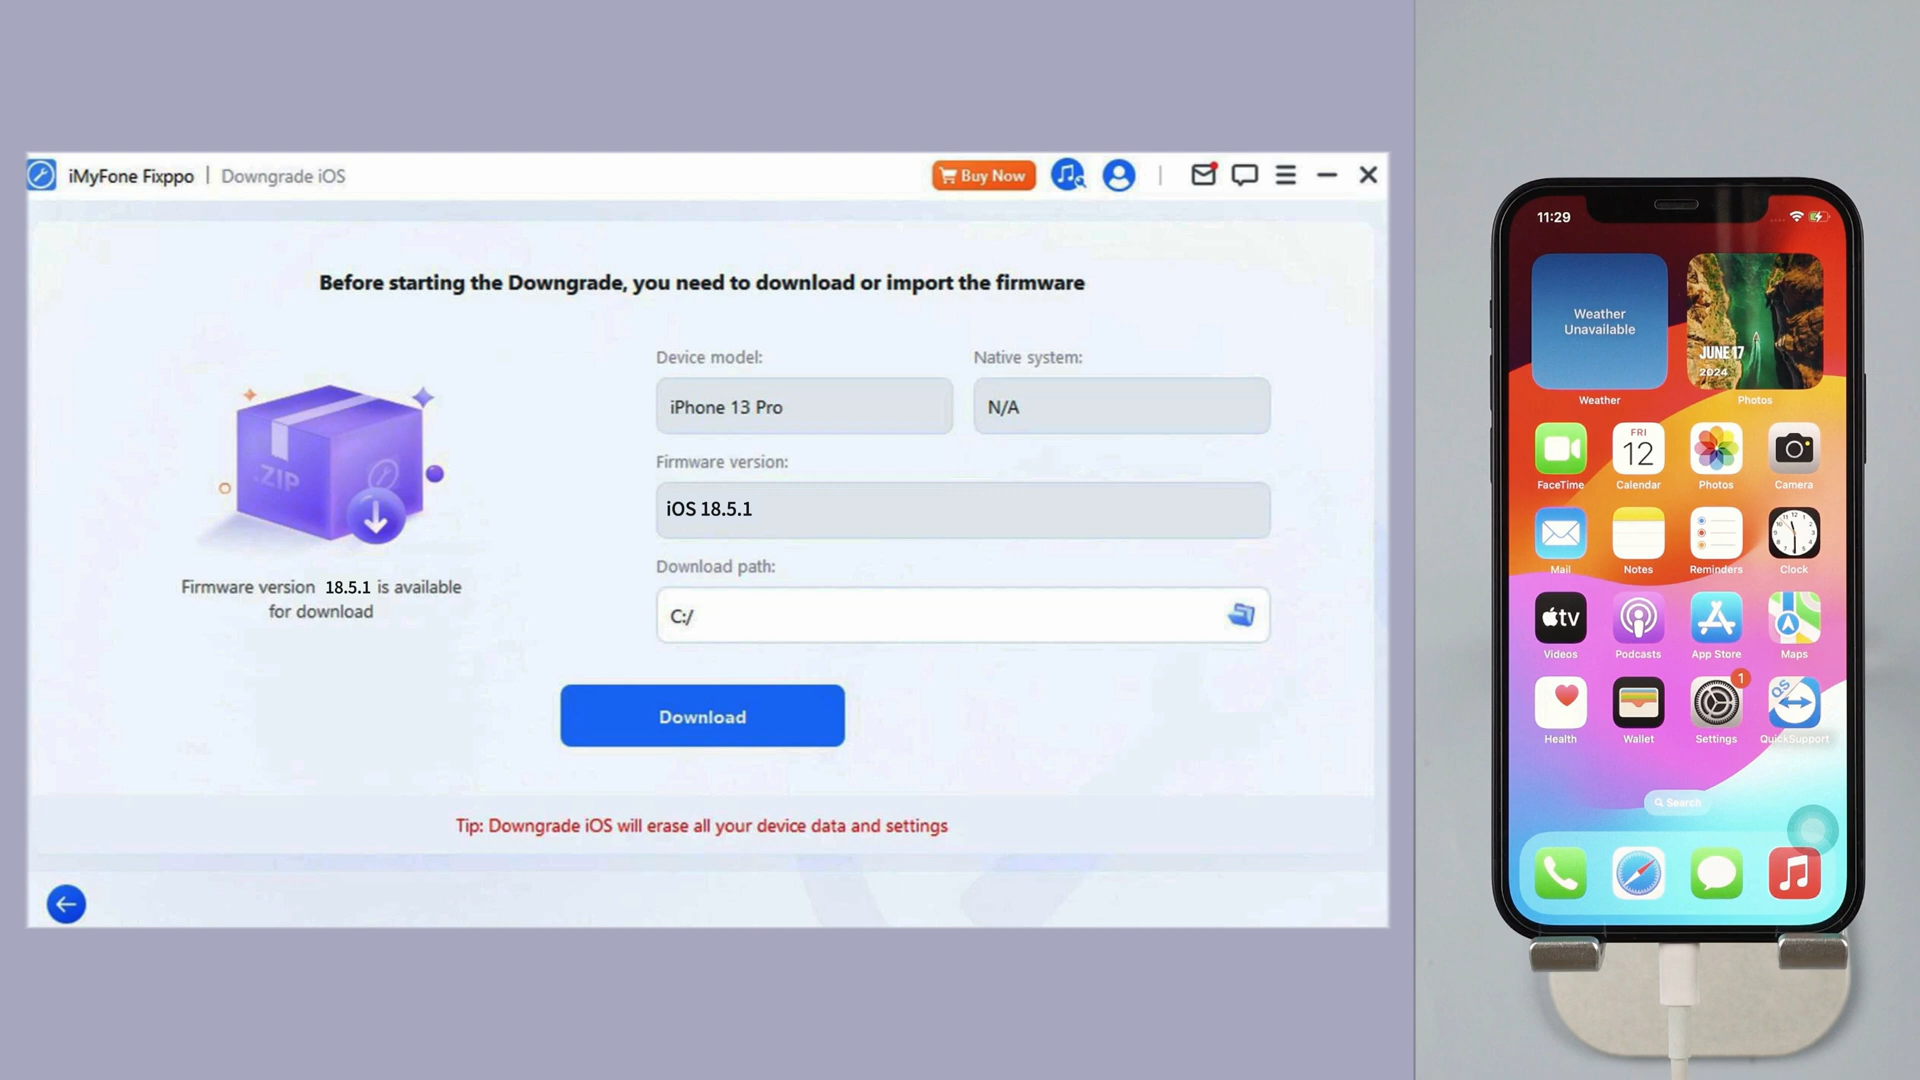 iMyFone Fixppo | Downgrade iOS
Buy Now
Before starting the Downgrade, you need to download or import the firmware
Device model:
Native system:
iPhone 13 Pro
N/A
Firmware version:
iOS 18.5.1
Download path:
C:/
.ZIP
Firmware version 18.5.1 is available
for download
Download
Tip: Downgrade iOS will erase all your device data and settings
11:29
Weather
Unavailable
JUNE 17
2024
Weather
Photos
FRI
12
FaceTime
Calendar
Photos
Camera
Mail
Notes
Reminders
Clock
tv
Videos
Podcasts
App Store
Maps
1
QS
Health
Wallet
Settings
QuickSupport
Search